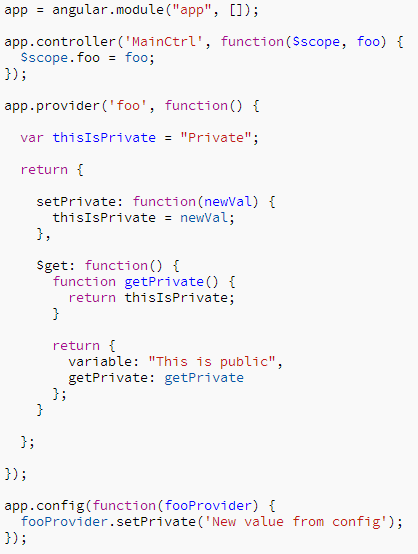 app = angular.module("app", []);
app.controller('MainCtrl', function($scope, foo) {
  $scope.foo = foo;
});
app.provider('foo', function() {
  var thisIsPrivate = "Private";
  return {
    setPrivate: function(newVal) {
      thisIsPrivate = newVal;
    },
    $get: function() {
      function getPrivate() {
        return thisIsPrivate;
      }
      return {
        variable: "This is public",
        getPrivate: getPrivate
      };
    }
  };
});
app.config(function(fooProvider) {
  fooProvider.setPrivate('New value from config');
});